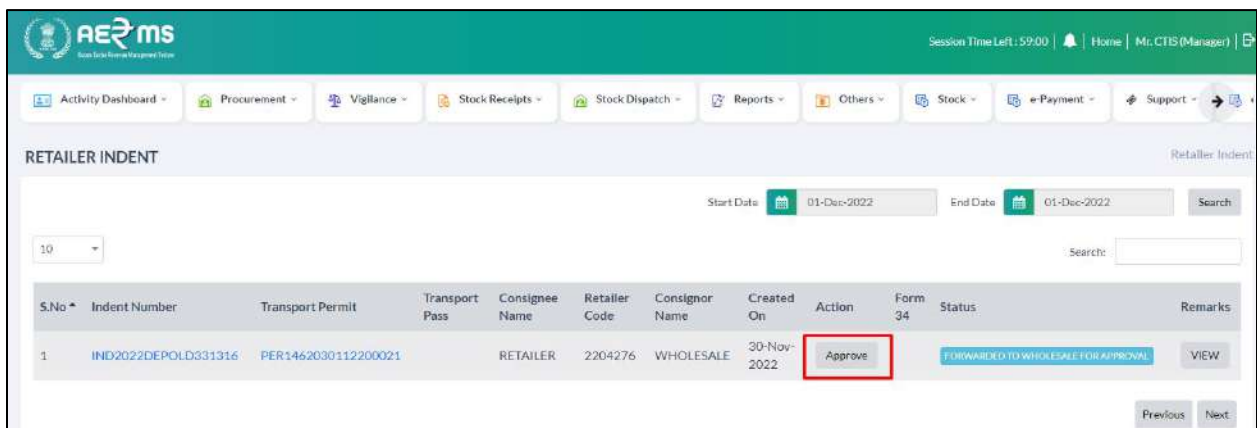 AERMS
Session Time Left : 59:00 | Home | Mr. CTIS (Manager)
Activity Dashboard Procurement Vigilance Stock Receipts Stock Dispatch Reports Others Stock e-Payment Support
RETAILER INDENT Retailer Indent
Start Date 01-Dec-2022 End Date 01-Dec-2022 Search
10 Search:
S.No Indent Number Transport Permit Transport Pass Consignee Name Retailer Code Consignor Name Created On Action Form 34 Status Remarks
1 IND2022DEPOLD331316 PER1462030112200021 RETAILER 2204276 WHOLESALE 30-Nov-2022 Approve FORWARDED TO WHOLESALE FOR APPROVAL VIEW
Previous Next